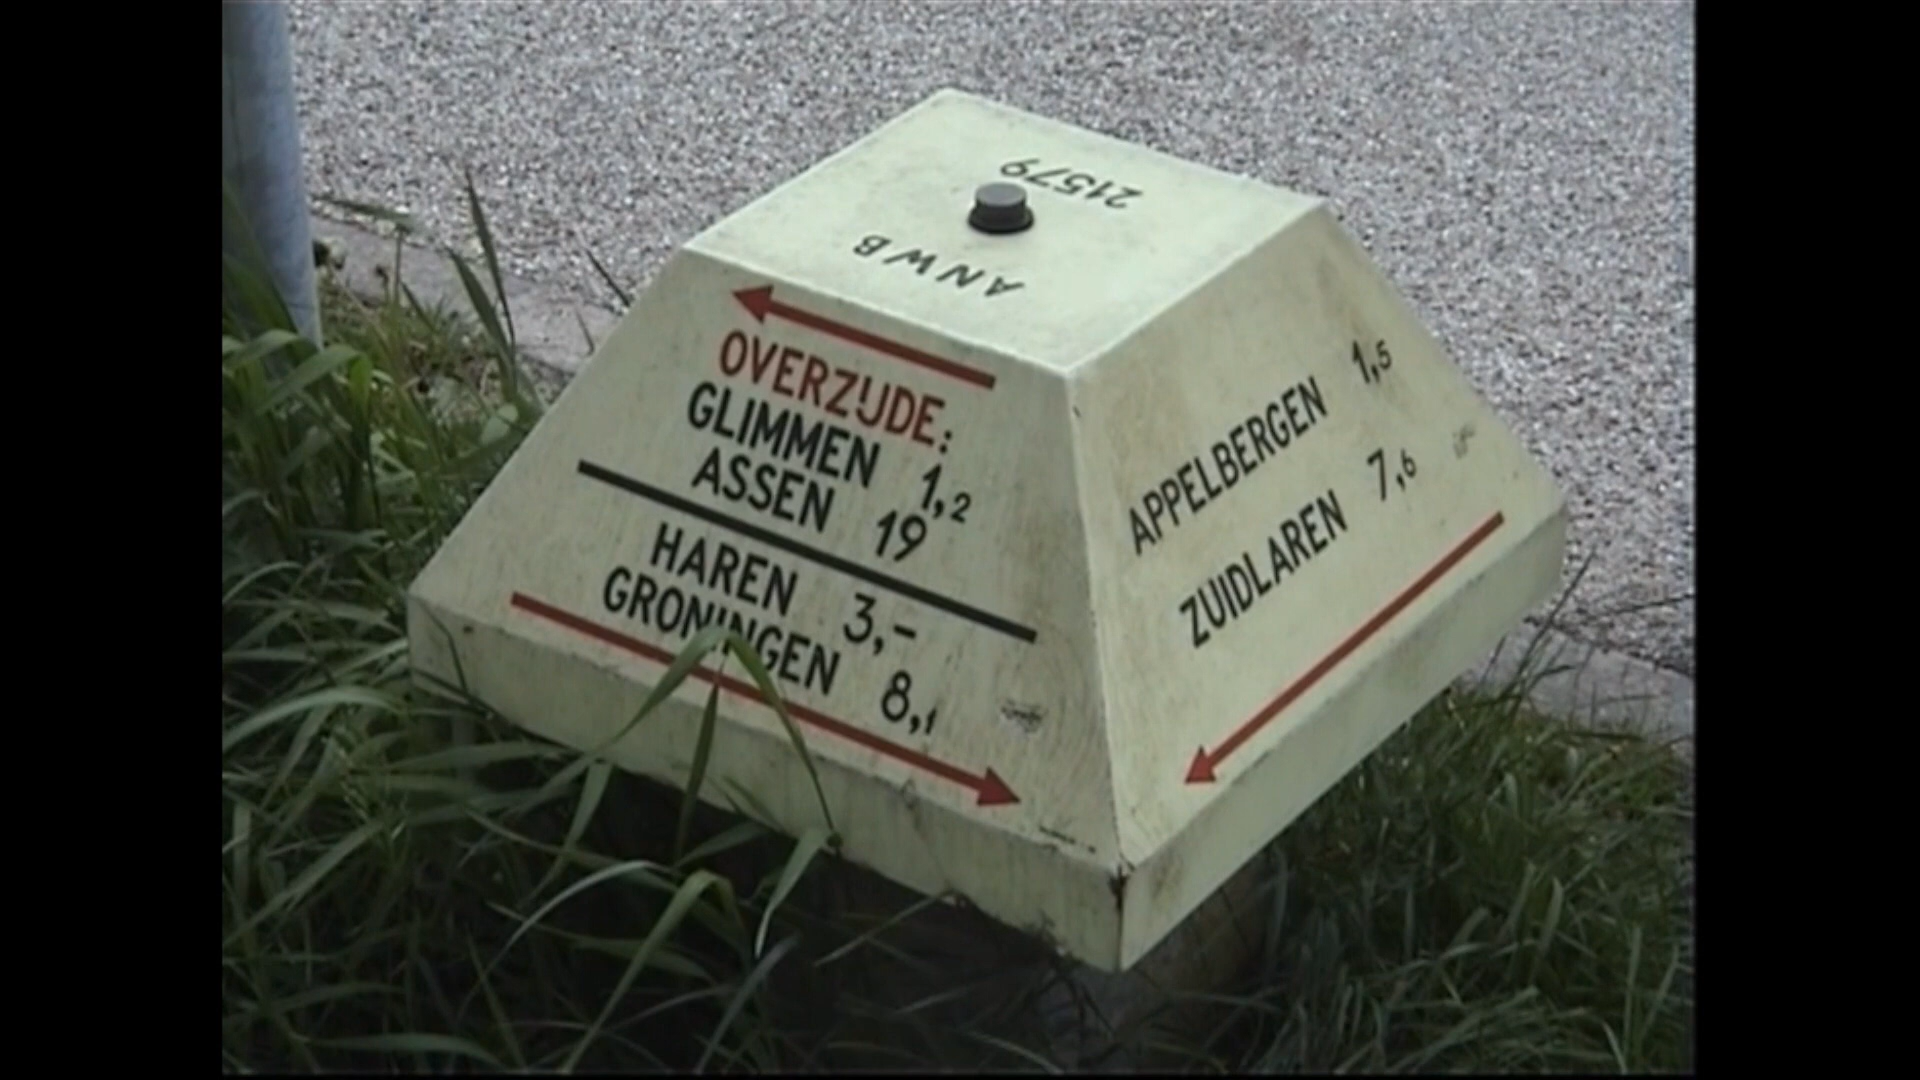 21579
ANWB
OVERZIJDE:
GLIMMEN 1,2
ASSEN 19
HAREN 3,-
GRONINGEN 8,1
APPELBERGEN 1,5
ZUIDLAREN 7,6